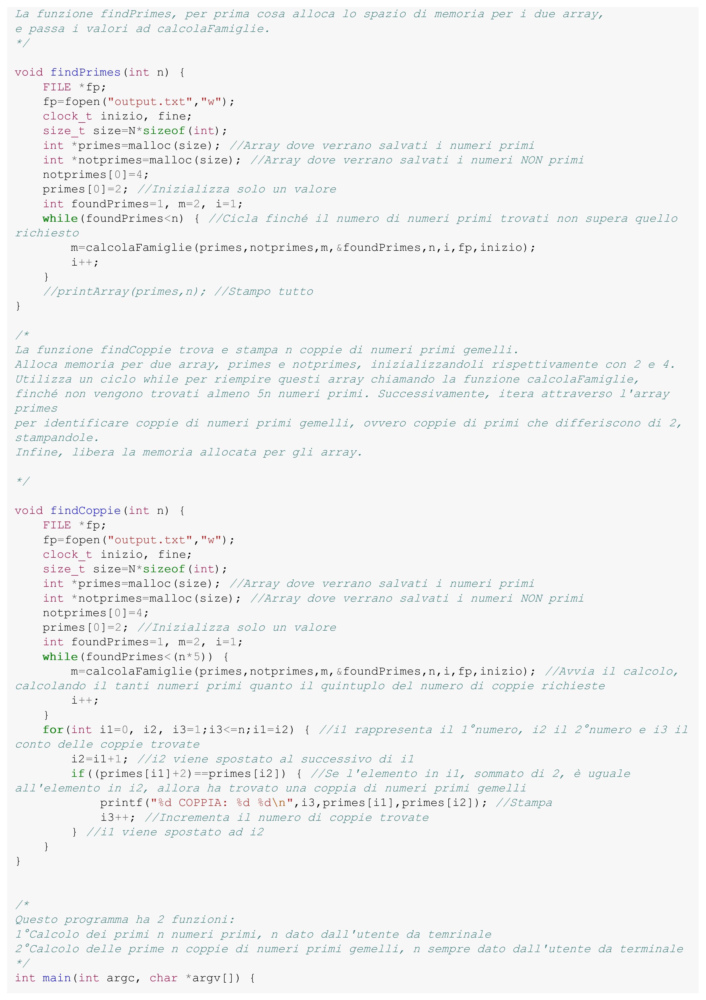 La funzione findPrimes, per prima cosa alloca lo spazio di memoria per i due array,
e passa i valori ad calcolaFamiglie.
*/

void findPrimes(int n) {
    FILE *fp;
    fp=fopen("output.txt","w");
    clock_t inizio, fine;
    size_t size=N*sizeof(int);
    int *primes=malloc(size); //Array dove verrano salvati i numeri primi
    int *notprimes=malloc(size); //Array dove verrano salvati i numeri NON primi
    notprimes[0]=4;
    primes[0]=2; //Inizializza solo un valore
    int foundPrimes=1, m=2, i=1;
    while(foundPrimes<n) { //Cicla finché il numero di numeri primi trovati non supera quello
richiesto
        m=calcolaFamiglie(primes,notprimes,m,&foundPrimes,n,i,fp,inizio);
        i++;
    }
    //printArray(primes,n); //Stampo tutto
}

/*
La funzione findCoppie trova e stampa n coppie di numeri primi gemelli.
Alloca memoria per due array, primes e notprimes, inizializzandoli rispettivamente con 2 e 4.
Utilizza un ciclo while per riempire questi array chiamando la funzione calcolaFamiglie,
finché non vengono trovati almeno 5n numeri primi. Successivamente, itera attraverso l'array
primes
per identificare coppie di numeri primi gemelli, ovvero coppie di primi che differiscono di 2,
stampandole.
Infine, libera la memoria allocata per gli array.

*/

void findCoppie(int n) {
    FILE *fp;
    fp=fopen("output.txt","w");
    clock_t inizio, fine;
    size_t size=N*sizeof(int);
    int *primes=malloc(size); //Array dove verrano salvati i numeri primi
    int *notprimes=malloc(size); //Array dove verrano salvati i numeri NON primi
    notprimes[0]=4;
    primes[0]=2; //Inizializza solo un valore
    int foundPrimes=1, m=2, i=1;
    while(foundPrimes<(n*5)) {
        m=calcolaFamiglie(primes,notprimes,m,&foundPrimes,n,i,fp,inizio); //Avvia il calcolo,
calcolando il tanti numeri primi quanto il quintuplo del numero di coppie richieste
        i++;
    }
    for(int i1=0, i2, i3=1;i3<=n;i1=i2) { //i1 rappresenta il 1°numero, i2 il 2°numero e i3 il
conto delle coppie trovate
        i2=i1+1; //i2 viene spostato al successivo di i1
        if((primes[i1]+2)==primes[i2]) { //Se l'elemento in i1, sommato di 2, è uguale
all'elemento in i2, allora ha trovato una coppia di numeri primi gemelli
            printf("%d COPPIA: %d %d\n",i3,primes[i1],primes[i2]); //Stampa
            i3++; //Incrementa il numero di coppie trovate
        } //i1 viene spostato ad i2
    }
}

/*
Questo programma ha 2 funzioni:
1°Calcolo dei primi n numeri primi, n dato dall'utente da temrinale
2°Calcolo delle prime n coppie di numeri primi gemelli, n sempre dato dall'utente da terminale
*/
int main(int argc, char *argv[]) {